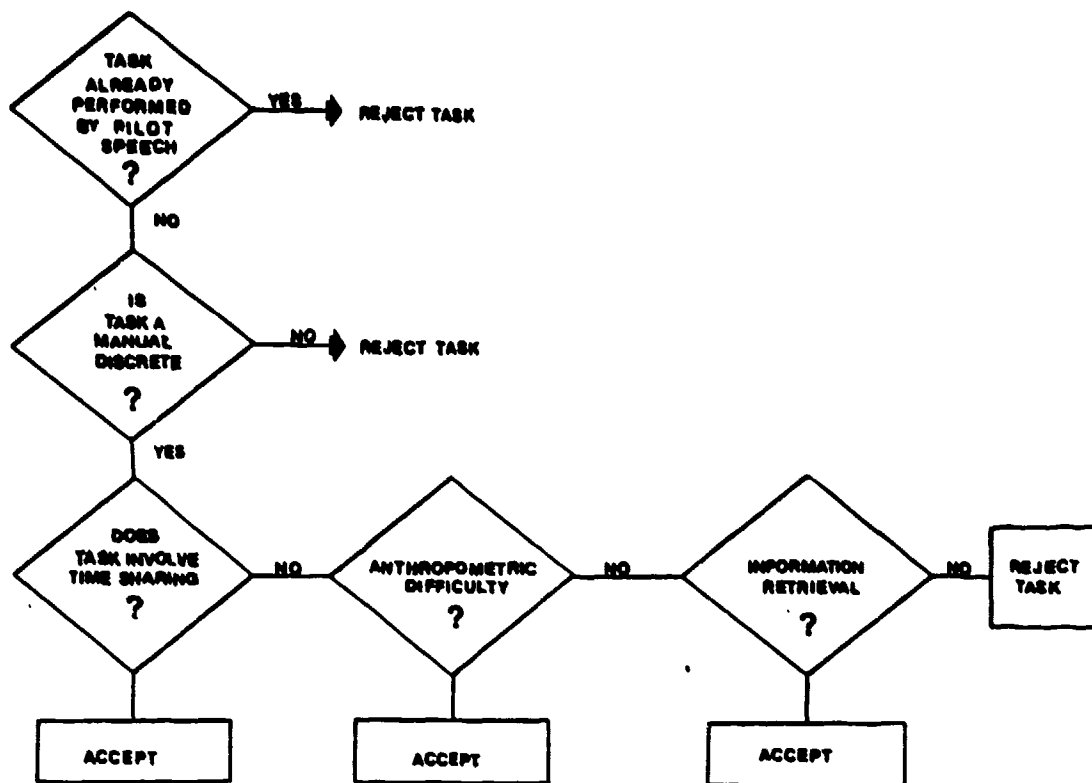 TASK
ALREADY
PERFORMED
BY PILOT
SPEECH
?
YES
REJECT TASK
NO
IS
TASK A
MANUAL
DISCRETE
?
NO
REJECT TASK
YES
DOES
TASK INVOLVE
TIME SHARING
?
NO
ANTHROPOMETRIC
DIFFICULTY
?
NO
INFORMATION
RETRIEVAL
?
NO
REJECT
TASK
ACCEPT
ACCEPT
ACCEPT